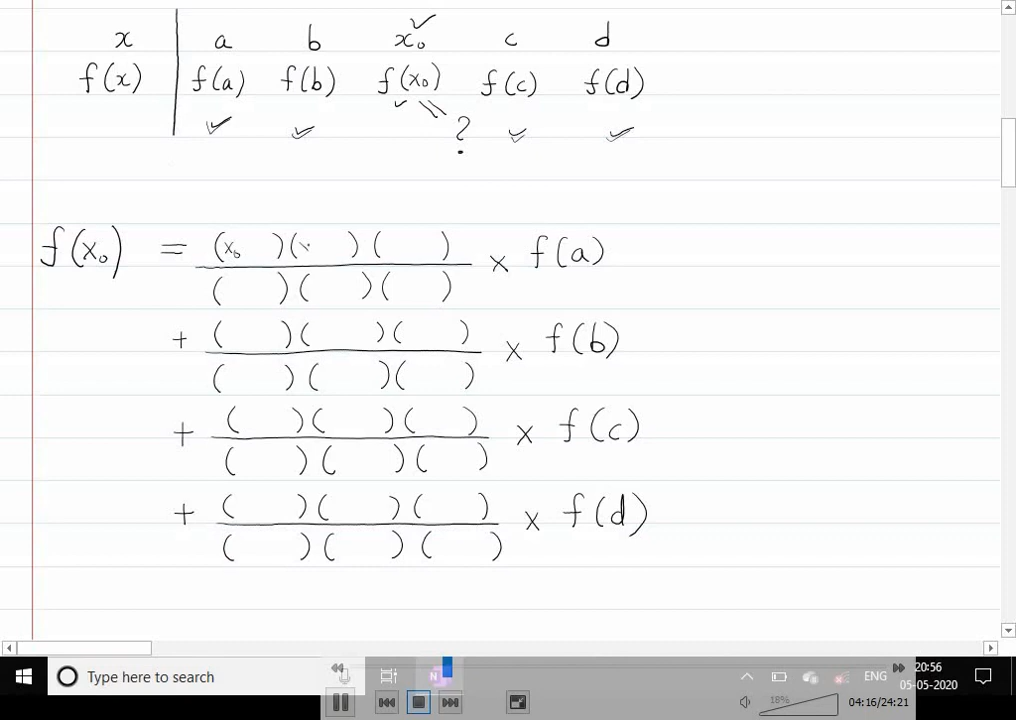 x a b x₀ c d
f(x) f(a) f(b) f(x₀) f(c) f(d)
?
f(x₀) = (x₀ )( )( ) × f(a)
( )( )( )
+ ( )( )( ) × f(b)
( )( )( )
+ ( )( )( ) × f(c)
( )( )( )
+ ( )( )( ) × f(d)
( )( )( )
Type here to search
N
ENG
20:56
05-05-2020
18%
04:16/24:21